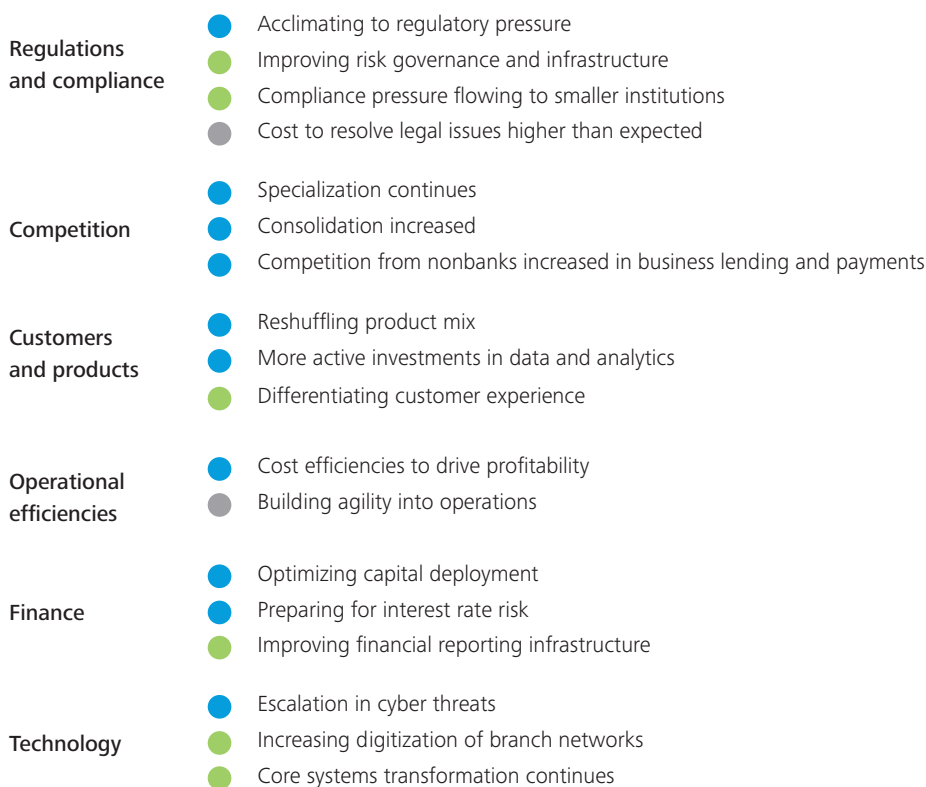 Regulations
and compliance
Acclimating to regulatory pressure
Improving risk governance and infrastructure
Compliance pressure flowing to smaller institutions
Cost to resolve legal issues higher than expected
Competition
Specialization continues
Consolidation increased
Competition from nonbanks increased in business lending and payments
Customers
and products
Reshuffling product mix
More active investments in data and analytics
Differentiating customer experience
Operational
efficiencies
Cost efficiencies to drive profitability
Building agility into operations
Finance
Optimizing capital deployment
Preparing for interest rate risk
Improving financial reporting infrastructure
Technology
Escalation in cyber threats
Increasing digitization of branch networks
Core systems transformation continues